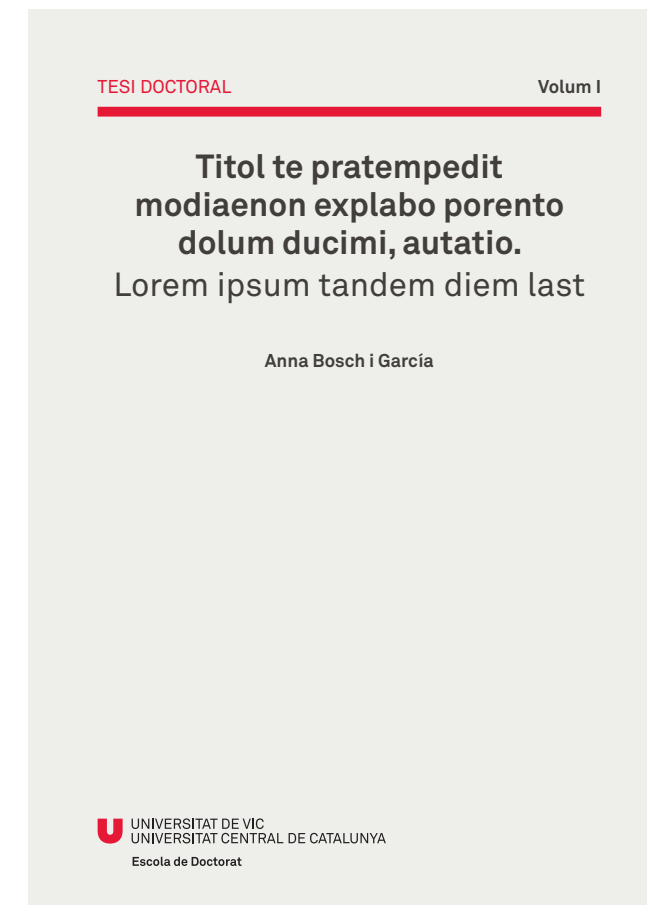 TESI DOCTORAL Volum I
Titol te pratempedit
modiaenon explabo porento
dolum ducimi, autatio.
Lorem ipsum tandem diem last
Anna Bosch i García
UNIVERSITAT DE VIC
UNIVERSITAT CENTRAL DE CATALUNYA
Escola de Doctorat